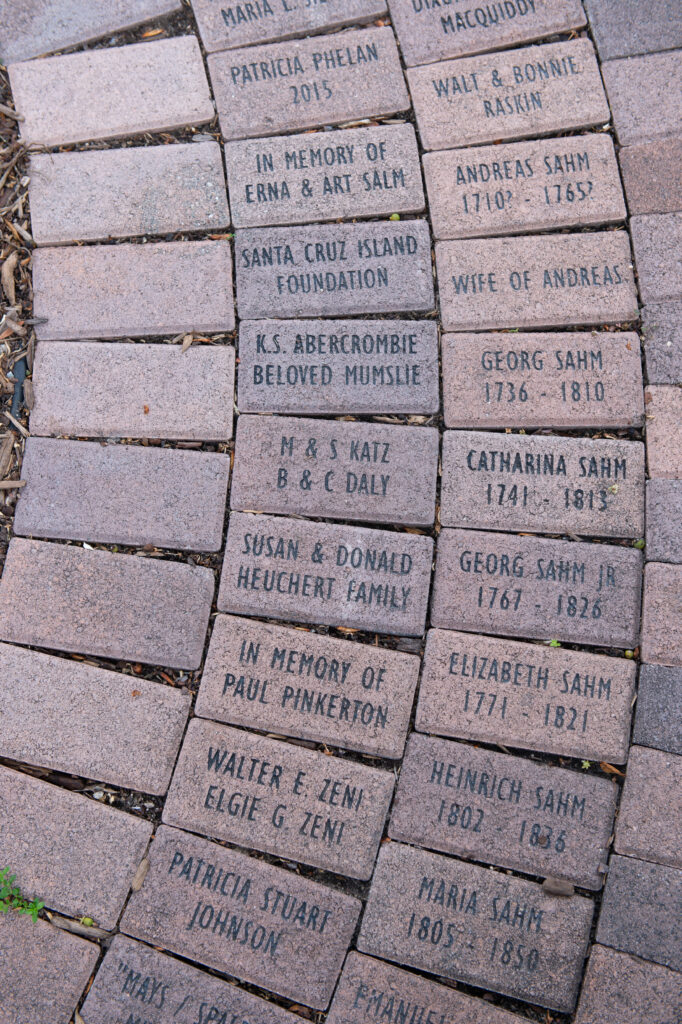 MARIA L.
PATRICIA PHELAN
2015
IN MEMORY OF
ERNA & ART SALM
SANTA CRUZ ISLAND
FOUNDATION
K.S. ABERCROMBIE
BELOVED MUMSLIE
M & S KATZ
B & C DALY
SUSAN & DONALD
HEUCHERT FAMILY
IN MEMORY OF
PAUL PINKERTON
WALTER E. ZENI
ELGIE G. ZENI
PATRICIA STUART
JOHNSON
"MAYS /
MACQUIDDY
WALT & BONNIE
RASKIN
ANDREAS SAHM
1710? - 1765?
WIFE OF ANDREAS
GEORG SAHM
1736 - 1810
CATHARINA SAHM
1741 - 1813
GEORG SAHM JR
1767 - 1826
ELIZABETH SAHM
1771 - 1821
HEINRICH SAHM
1802 - 1836
MARIA SAHM
1805 - 1850
EMANUEL